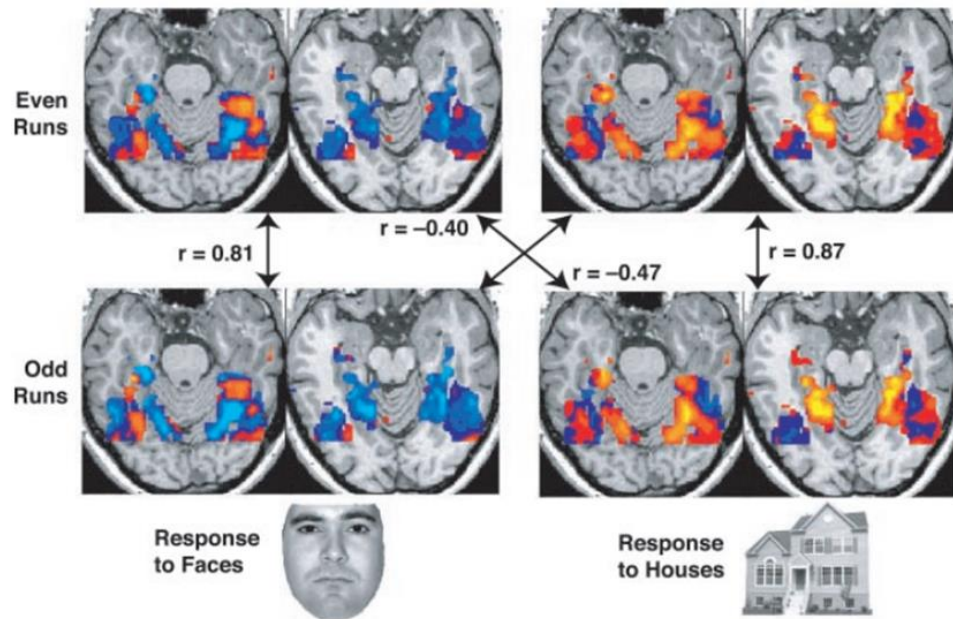 Even
Runs
r = 0.81
r = –0.40
r = –0.47
r = 0.87
Odd
Runs
Response
to Faces
Response
to Houses